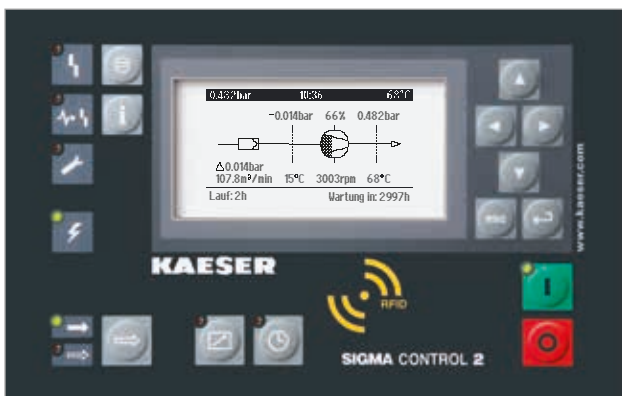 0.482bar 10:36 68°C
-0.014bar 66% 0.482bar
Δ0.014bar
107.8m³/min 15°C 3003rpm 68°C
Lauf: 2h Wartung in: 2997h
esc
www.kaeser.com
KAESER
RFID
I
O
SIGMA CONTROL 2